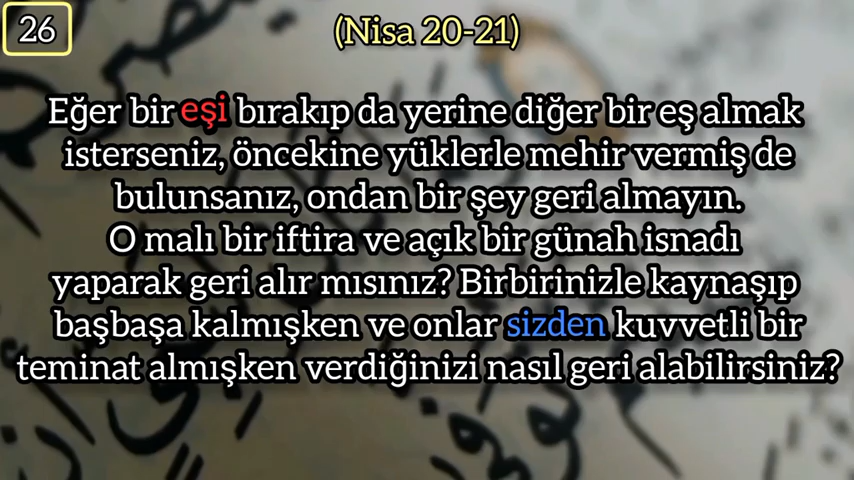 26
(Nisa 20-21)
Eğer bir eşi bırakıp da yerine diğer bir eş almak
isterseniz, öncekine yüklerle mehir vermiş de
bulunsanız, ondan bir şey geri almayın.
O malı bir iftira ve açık bir günah isnadı
yaparak geri alır mısınız? Birbirinizle kaynaşıp
başbaşa kalmışken ve onlar sizden kuvvetli bir
teminat almışken verdiğinizi nasıl geri alabilirsiniz?